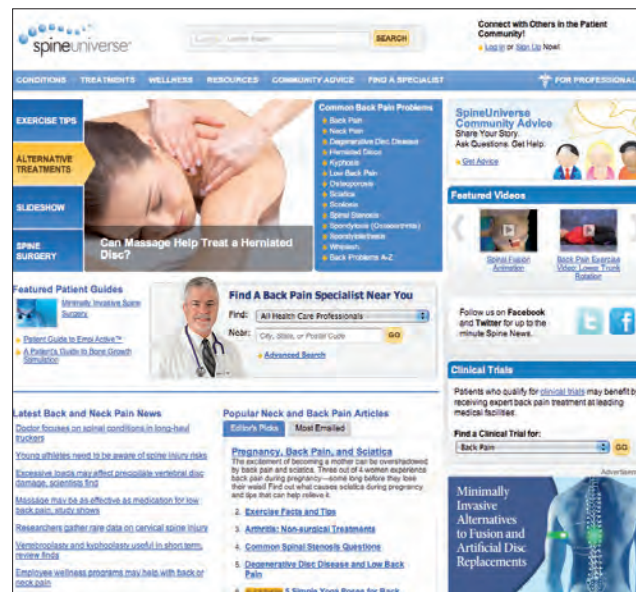 spineuniverse
SEARCH
Connect with Others in the Patient
Community!
Log in or Sign Up Now!
CONDITIONS TREATMENTS WELLNESS RESOURCES COMMUNITY ADVICE FIND A SPECIALIST
FOR PROFESSIONAL
EXERCISE TIPS
ALTERNATIVE
TREATMENTS
SLIDESHOW
SPINE
SURGERY
Can Massage Help Treat a Herniated
Disc?
Common Back Pain Problems
Back Pain
Neck Pain
Degenerative Disc Disease
Herniated Discs
Kyphosis
Low Back Pain
Osteoporosis
Sciatica
Scoliosis
Spinal Stenosis
Spondylosis (Osteoarthritis)
Spondylolisthesis
Whiplash
Back Problems A-Z
SpineUniverse
Community Advice
Share Your Story.
Ask Questions. Get Help.
Get Advice
Featured Videos
Spinal Fusion
Animation
Back Pain Exercise
Video: Lower Trunk
Rotation
Featured Patient Guides
Minimally Invasive Spine
Surgery
Patient Guide to Empi Active™
A Patient's Guide to Bone Growth
Stimulation
Find A Back Pain Specialist Near You
Find: All Health Care Professionals
Near: City, State, or Postal Code GO
Advanced Search
Follow us on Facebook
and Twitter for up to the
minute Spine News.
Clinical Trials
Patients who qualify for clinical trials may benefit b
receiving expert back pain treatment at leading
medical facilities.
Find a Clinical Trial for:
Back Pain GO
Latest Back and Neck Pain News
Doctor focuses on spinal conditions in long-haul
truckers
Young athletes need to be aware of spine injury risks
Excessive loads may affect precipitate vertebral disc
damage, scientists find
Massage may be as effective as medication for low
back pain, study shows
Researchers gather rare data on cervical spine injury
Vertebroplasty and kyphoplasty useful in short term,
review finds
Employee wellness programs may help with back or
neck pain
Popular Neck and Back Pain Articles
Editor's Picks Most Emailed
Pregnancy, Back Pain, and Sciatica
The excitement of becoming a mother can be overshadowed
by back pain and sciatica. Three out of 4 women experience
back pain during pregnancy—some long before they lose
their waist! Find out what causes sciatica during pregnancy
and tips that can help relieve it.
2. Exercise Facts and Tips
3. Arthritis: Non-surgical Treatments
4. Common Spinal Stenosis Questions
5. Degenerative Disc Disease and Low Back
Pain
5 Simple Yoga Poses for Back
Minimally
Invasive
Alternatives
to Fusion and
Artificial Disc
Replacements